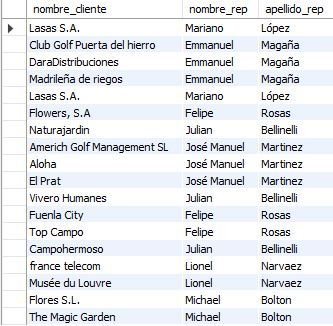 nombre_cliente nombre_rep apellido_rep
Lasas S.A. Mariano López
Club Golf Puerta del hierro Emmanuel Magaña
DaraDistribuciones Emmanuel Magaña
Madrileña de riegos Emmanuel Magaña
Lasas S.A. Mariano López
Flowers, S.A Felipe Rosas
Naturajardin Julian Bellinelli
Americh Golf Management SL José Manuel Martinez
Aloha José Manuel Martinez
El Prat José Manuel Martinez
Vivero Humanes Julian Bellinelli
Fuenla City Felipe Rosas
Top Campo Felipe Rosas
Campohermoso Julian Bellinelli
france telecom Lionel Narvaez
Musée du Louvre Lionel Narvaez
Flores S.L. Michael Bolton
The Magic Garden Michael Bolton